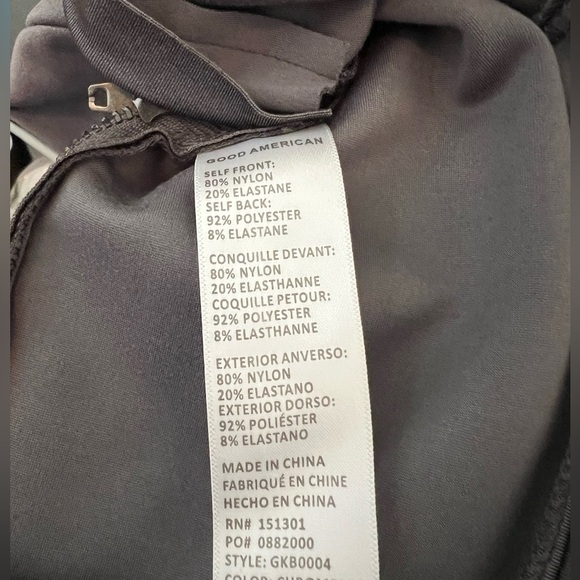 GOOD AMERICAN
SELF FRONT:
80% NYLON
20% ELASTANE
SELF BACK:
92% POLYESTER
8% ELASTANE
CONQUILLE DEVANT:
80% NYLON
20% ELASTHANNE
COQUILLE PETOUR:
92% POLYESTER
8% ELASTHANNE
EXTERIOR ANVERSO:
80% NYLON
20% ELASTANO
EXTERIOR DORSO:
92% POLIÉSTER
8% ELASTANO
MADE IN CHINA
FABRIQUÉ EN CHINE
HECHO EN CHINA
RN# 151301
PO# 0882000
STYLE: GKB0004
COLOR: